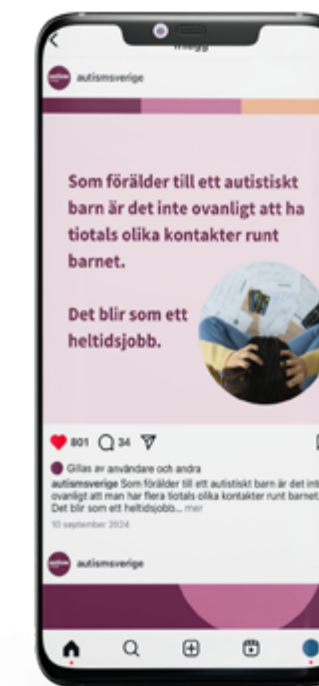 Inlägg
autismsverige
Som förälder till ett autistiskt
barn är det inte ovanligt att ha
tiotals olika kontakter runt
barnet.
Det blir som ett
heltidsjobb.
801 34
Gillas av användare och andra
autismsverige Som förälder till ett autistiskt barn är det inte
ovanligt att man har flera tiotals olika kontakter runt barnet.
Det blir som ett heltidsjobb... mer
10 september 2024
autismsverige